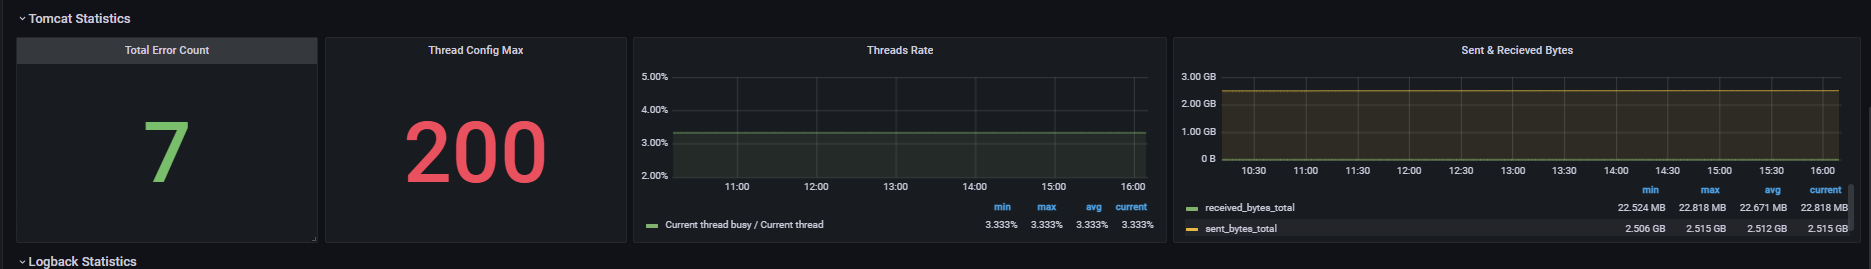 Tomcat Statistics
Total Error Count
7
Thread Config Max
200
Threads Rate
5.00%
4.00%
3.00%
2.00%
11:00 12:00 13:00 14:00 15:00 16:00
min max avg current
Current thread busy / Current thread 3.333% 3.333% 3.333% 3.333%
Sent & Recieved Bytes
3.00 GB
2.00 GB
1.00 GB
0 B
10:30 11:00 11:30 12:00 12:30 13:00 13:30 14:00 14:30 15:00 15:30 16:00
min max avg current
received_bytes_total 22.524 MB 22.818 MB 22.671 MB 22.818 MB
sent_bytes_total 2.506 GB 2.515 GB 2.512 GB 2.515 GB
Logback Statistics